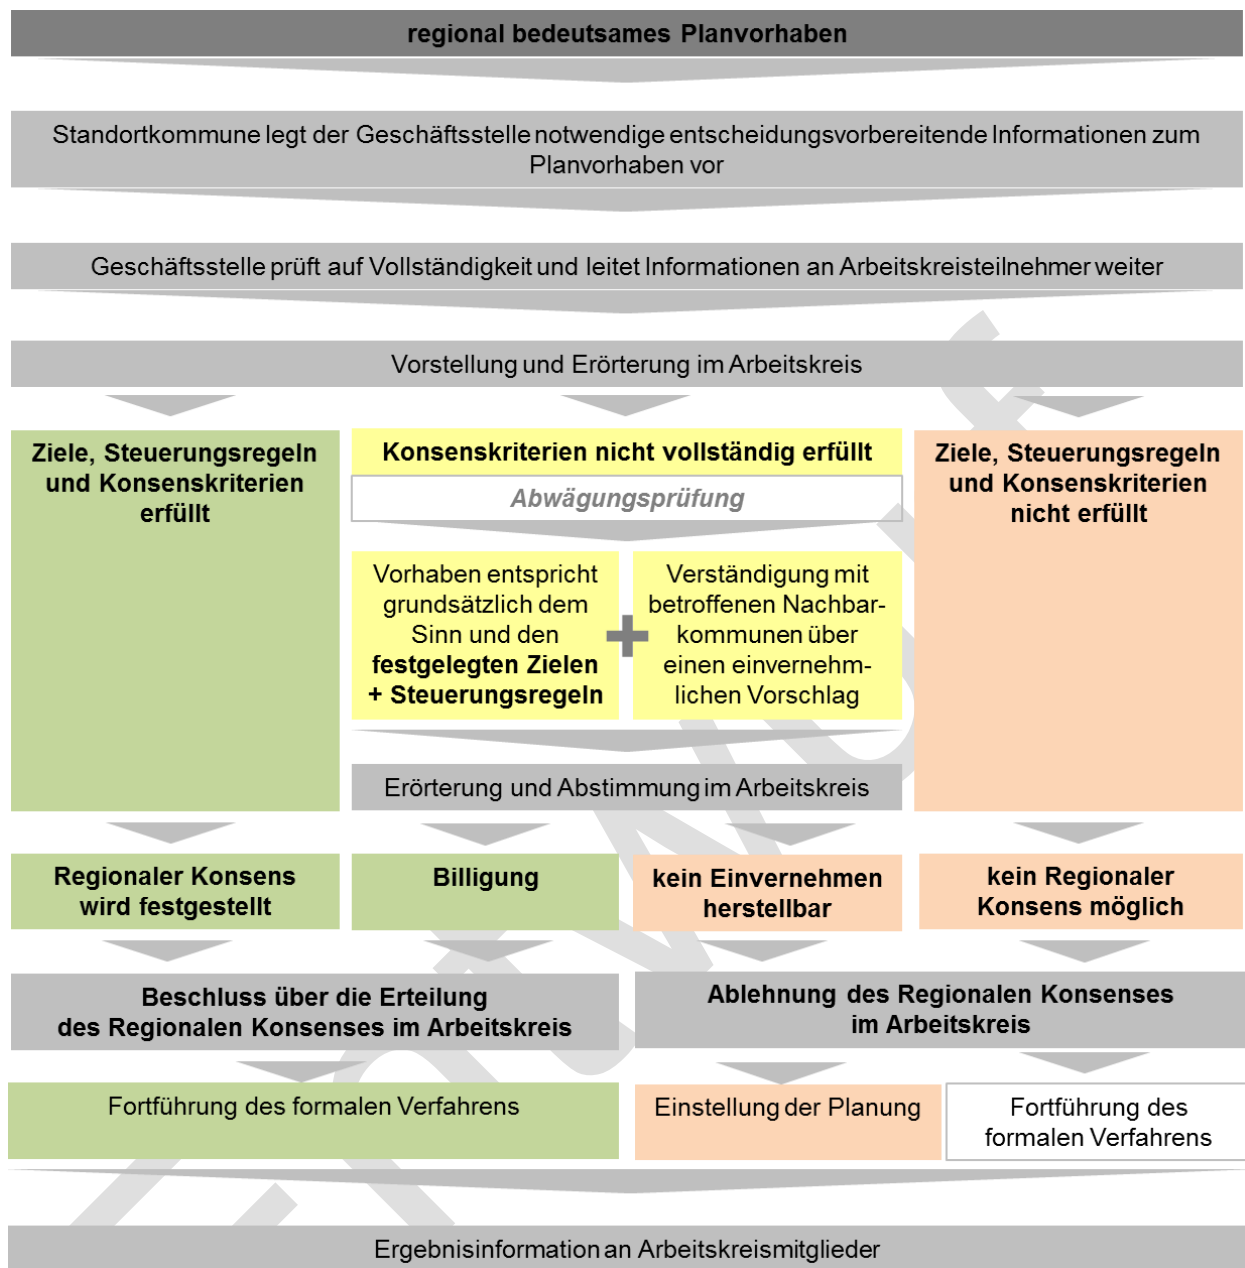 regional bedeutsames Planvorhaben
Standortkommune legt der Geschäftsstelle notwendige entscheidungsvorbereitende Informationen zum
Planvorhaben vor
Geschäftsstelle prüft auf Vollständigkeit und leitet Informationen an Arbeitskreisteilnehmer weiter
Vorstellung und Erörterung im Arbeitskreis
Ziele, Steuerungsregeln
und Konsenskriterien
erfüllt
Konsenskriterien nicht vollständig erfüllt
Abwägungsprüfung
Vorhaben entspricht
grundsätzlich dem
Sinn und den
festgelegten Zielen
+ Steuerungsregeln
+
Verständigung mit
betroffenen Nachbar-
kommunen über
einen einvernehm-
lichen Vorschlag
Ziele, Steuerungsregeln
und Konsenskriterien
nicht erfüllt
Erörterung und Abstimmung im Arbeitskreis
Regionaler Konsens
wird festgestellt
Billigung
kein Einvernehmen
herstellbar
kein Regionaler
Konsens möglich
Beschluss über die Erteilung
des Regionalen Konsenses im Arbeitskreis
Ablehnung des Regionalen Konsenses
im Arbeitskreis
Fortführung des formalen Verfahrens
Einstellung der Planung
Fortführung des
formalen Verfahrens
Ergebnisinformation an Arbeitskreismitglieder
Entwurf